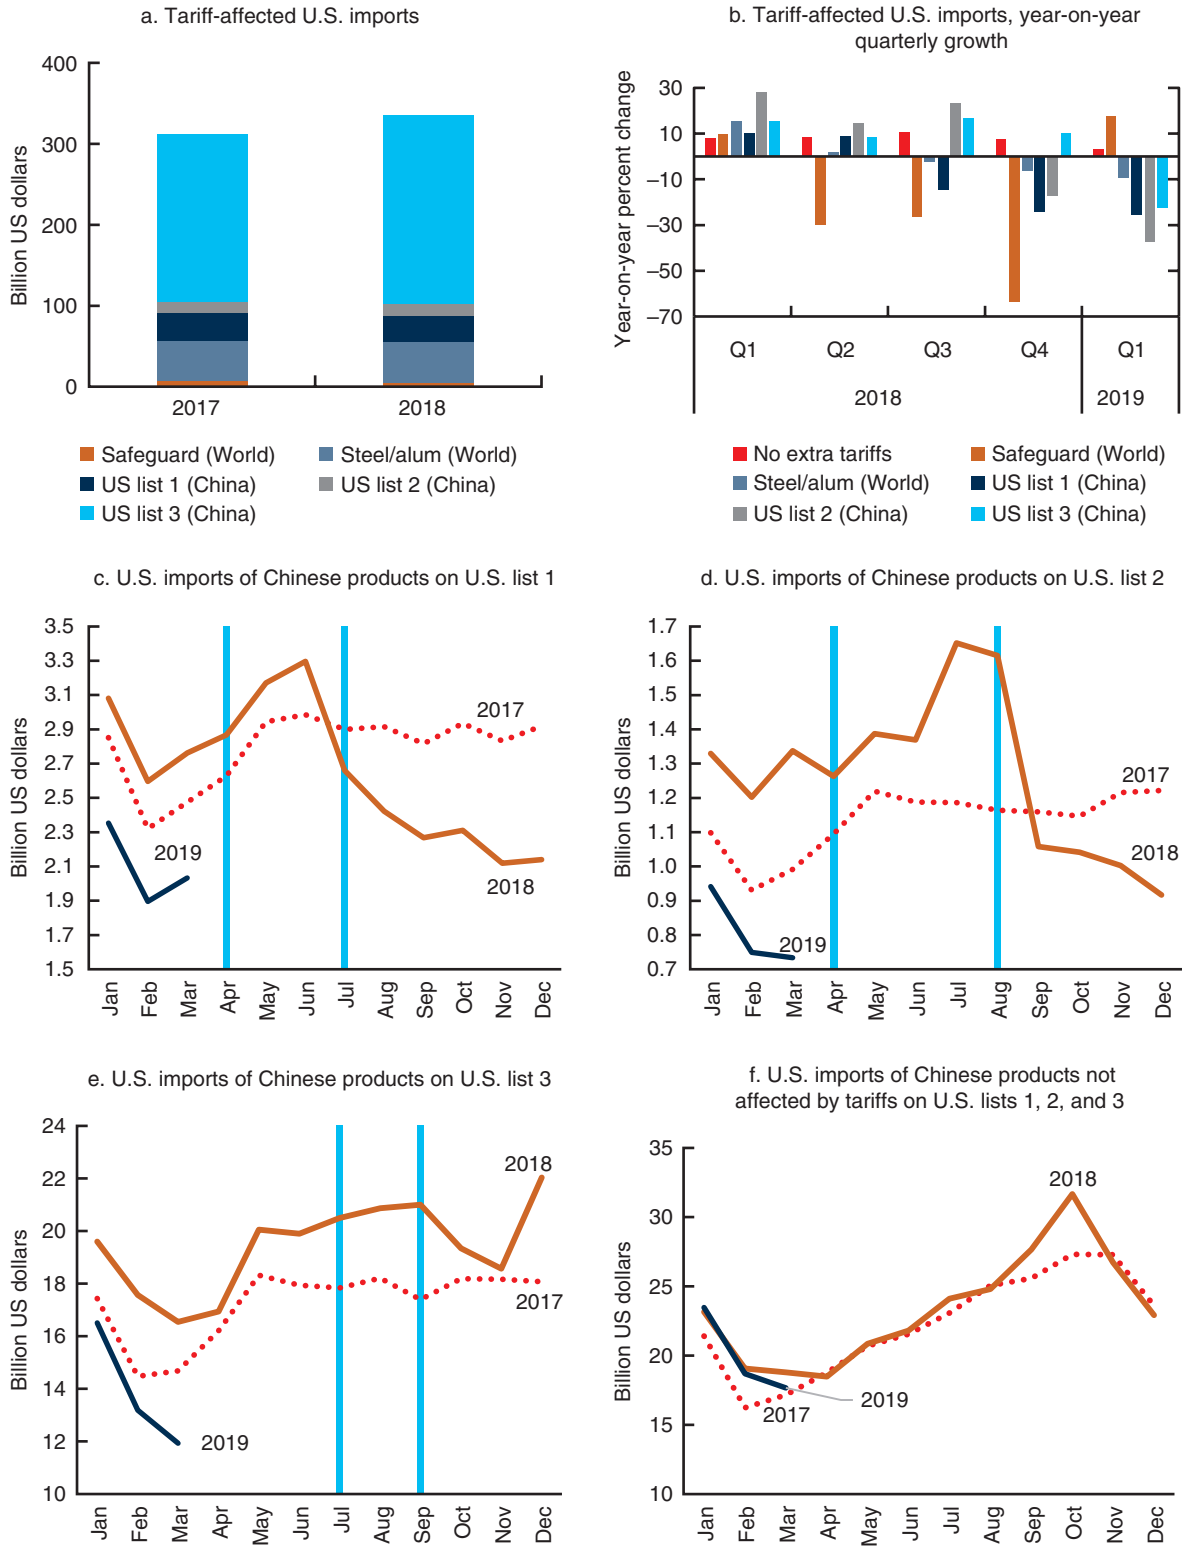 a. Tariff-affected U.S. imports
Billion US dollars
400
300
200
100
0
2017
2018
Safeguard (World)
Steel/alum (World)
US list 1 (China)
US list 2 (China)
US list 3 (China)
b. Tariff-affected U.S. imports, year-on-year
quarterly growth
Year-on-year percent change
30
10
–10
–30
–50
–70
Q1
Q2
Q3
Q4
Q1
2018
2019
No extra tariffs
Safeguard (World)
Steel/alum (World)
US list 1 (China)
US list 2 (China)
US list 3 (China)
c. U.S. imports of Chinese products on U.S. list 1
Billion US dollars
3.5
3.3
3.1
2.9
2.7
2.5
2.3
2.1
1.9
1.7
1.5
2017
2019
2018
Jan
Feb
Mar
Apr
May
Jun
Jul
Aug
Sep
Oct
Nov
Dec
d. U.S. imports of Chinese products on U.S. list 2
Billion US dollars
1.7
1.6
1.5
1.4
1.3
1.2
1.1
1.0
0.9
0.8
0.7
2017
2018
2019
Jan
Feb
Mar
Apr
May
Jun
Jul
Aug
Sep
Oct
Nov
Dec
e. U.S. imports of Chinese products on U.S. list 3
Billion US dollars
24
22
20
18
16
14
12
10
2018
2017
2019
Jan
Feb
Mar
Apr
May
Jun
Jul
Aug
Sep
Oct
Nov
Dec
f. U.S. imports of Chinese products not
affected by tariffs on U.S. lists 1, 2, and 3
Billion US dollars
35
30
25
20
15
10
2018
2019
2017
Jan
Feb
Mar
Apr
May
Jun
Jul
Aug
Sep
Oct
Nov
Dec